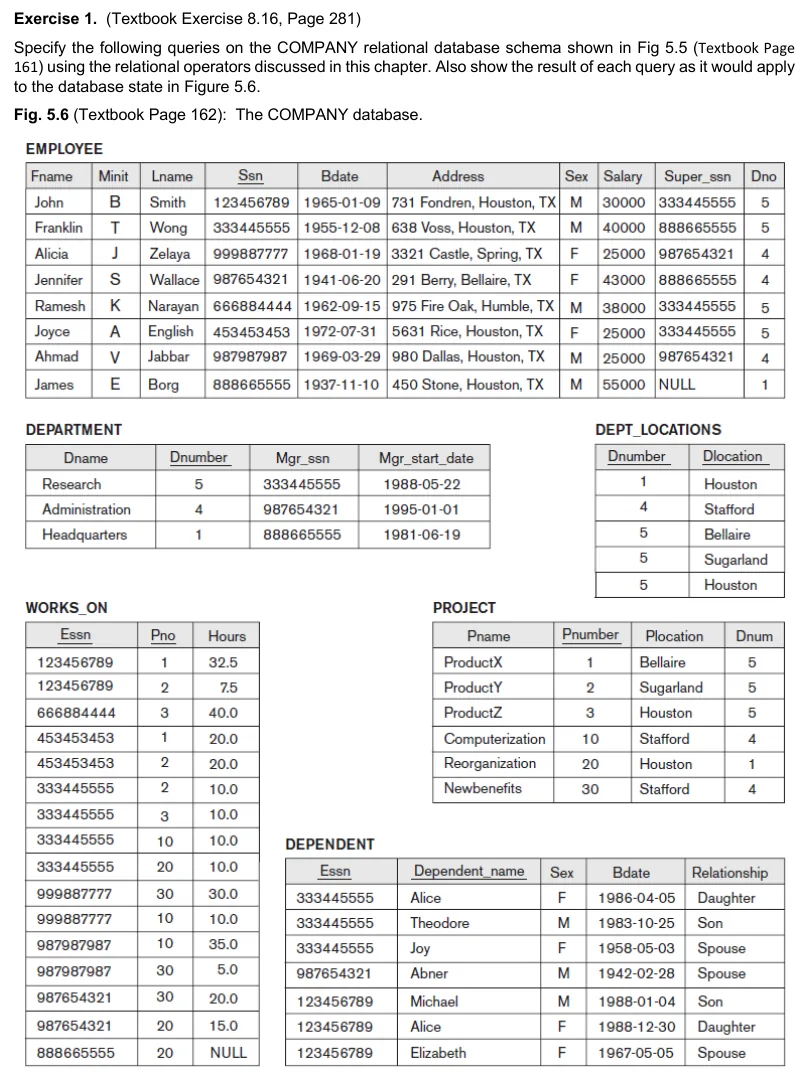 Exercise 1. (Textbook Exercise 8.16, Page 281)
Specify the following queries on the COMPANY relational database schema shown in Fig 5.5 (Textbook Page
161) using the relational operators discussed in this chapter. Also show the result of each query as it would apply
to the database state in Figure 5.6.
Fig. 5.6 (Textbook Page 162): The COMPANY database.
EMPLOYEE
Fname Minit Lname Ssn Bdate Address Sex Salary Super_ssn Dno
John B Smith 123456789 1965-01-09 731 Fondren, Houston, TX M 30000 333445555 5
Franklin T Wong 333445555 1955-12-08 638 Voss, Houston, TX M 40000 888665555 5
Alicia J Zelaya 999887777 1968-01-19 3321 Castle, Spring, TX F 25000 987654321 4
Jennifer S Wallace 987654321 1941-06-20 291 Berry, Bellaire, TX F 43000 888665555 4
Ramesh K Narayan 666884444 1962-09-15 975 Fire Oak, Humble, TX M 38000 333445555 5
Joyce A English 453453453 1972-07-31 5631 Rice, Houston, TX F 25000 333445555 5
Ahmad V Jabbar 987987987 1969-03-29 980 Dallas, Houston, TX M 25000 987654321 4
James E Borg 888665555 1937-11-10 450 Stone, Houston, TX M 55000 NULL 1
DEPARTMENT
Dname Dnumber Mgr_ssn Mgr_start_date
Research 5 333445555 1988-05-22
Administration 4 987654321 1995-01-01
Headquarters 1 888665555 1981-06-19
DEPT_LOCATIONS
Dnumber Dlocation
1 Houston
4 Stafford
5 Bellaire
5 Sugarland
5 Houston
WORKS_ON
Essn Pno Hours
123456789 1 32.5
123456789 2 7.5
666884444 3 40.0
453453453 1 20.0
453453453 2 20.0
333445555 2 10.0
333445555 3 10.0
333445555 10 10.0
333445555 20 10.0
999887777 30 30.0
999887777 10 10.0
987987987 10 35.0
987987987 30 5.0
987654321 30 20.0
987654321 20 15.0
888665555 20 NULL
PROJECT
Pname Pnumber Plocation Dnum
ProductX 1 Bellaire 5
ProductY 2 Sugarland 5
ProductZ 3 Houston 5
Computerization 10 Stafford 4
Reorganization 20 Houston 1
Newbenefits 30 Stafford 4
DEPENDENT
Essn Dependent_name Sex Bdate Relationship
333445555 Alice F 1986-04-05 Daughter
333445555 Theodore M 1983-10-25 Son
333445555 Joy F 1958-05-03 Spouse
987654321 Abner M 1942-02-28 Spouse
123456789 Michael M 1988-01-04 Son
123456789 Alice F 1988-12-30 Daughter
123456789 Elizabeth F 1967-05-05 Spouse